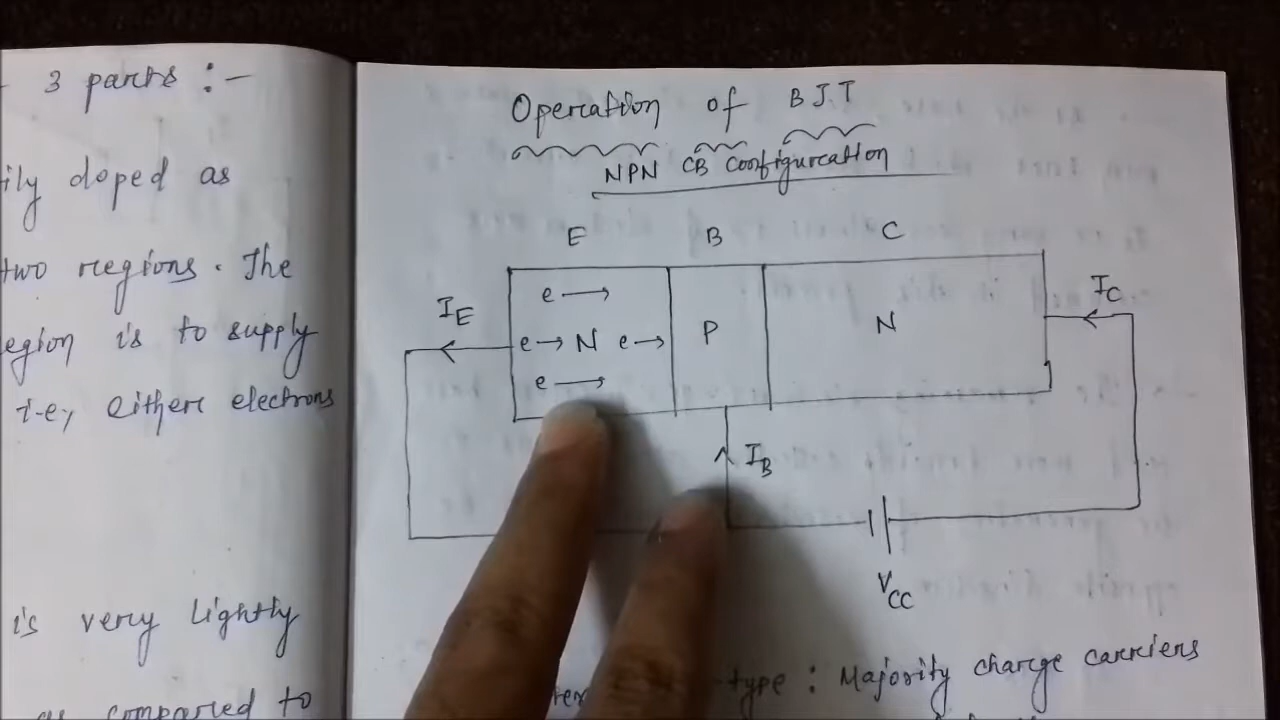 3 parts :-
ily doped as
two regions. The
egion is to supply
i.e, either electrons
is very lightly
as compared to
Operation of BJT
NPN CB Configuration
E B C
IE
e →
e → N e →
e →
P
N
IC
IB
VCC
type : Majority charge carriers